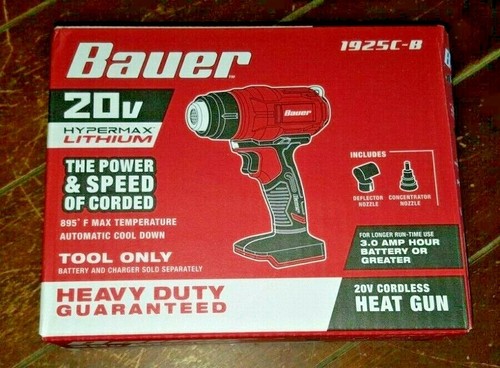 Bauer™
1925C-B
20v
HYPERMAX™
LITHIUM
THE POWER
& SPEED
OF CORDED
895° F MAX TEMPERATURE
AUTOMATIC COOL DOWN
TOOL ONLY
BATTERY AND CHARGER SOLD SEPARATELY
HEAVY DUTY
GUARANTEED
Bauer
Bauer
INCLUDES
DEFLECTOR
NOZZLE
CONCENTRATOR
NOZZLE
FOR LONGER RUN-TIME USE
3.0 AMP HOUR
BATTERY OR
GREATER
20V CORDLESS
HEAT GUN